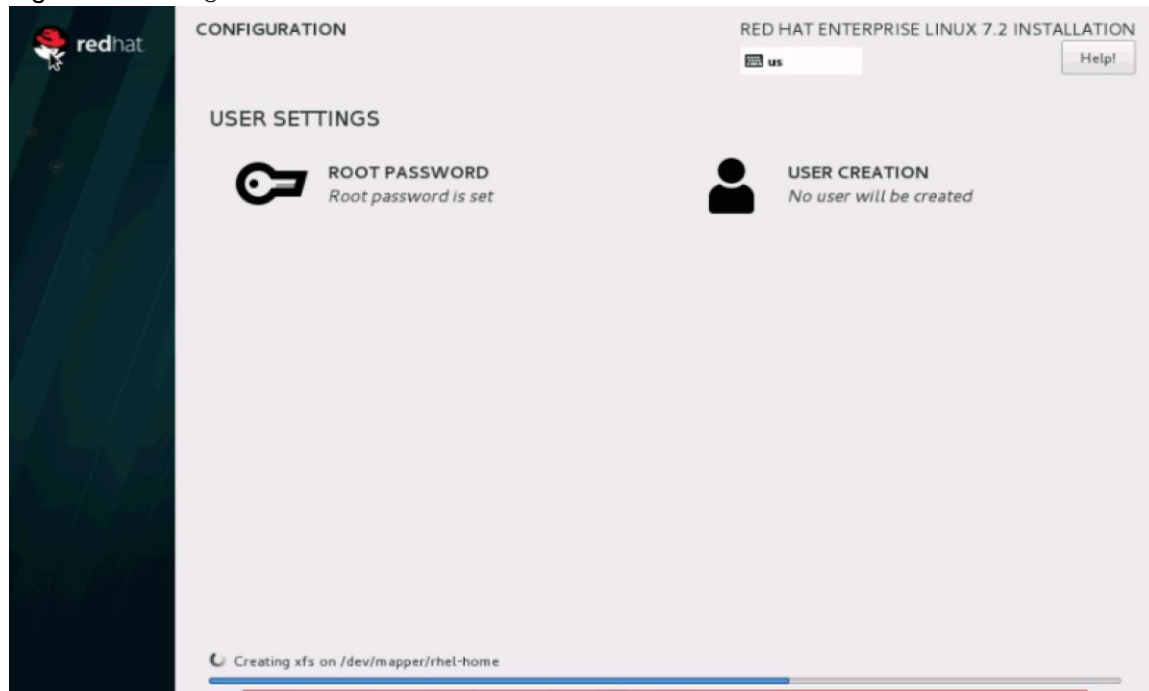 redhat
CONFIGURATION
RED HAT ENTERPRISE LINUX 7.2 INSTALLATION
us
Help!
USER SETTINGS
ROOT PASSWORD
Root password is set
USER CREATION
No user will be created
Creating xfs on /dev/mapper/rhel-home